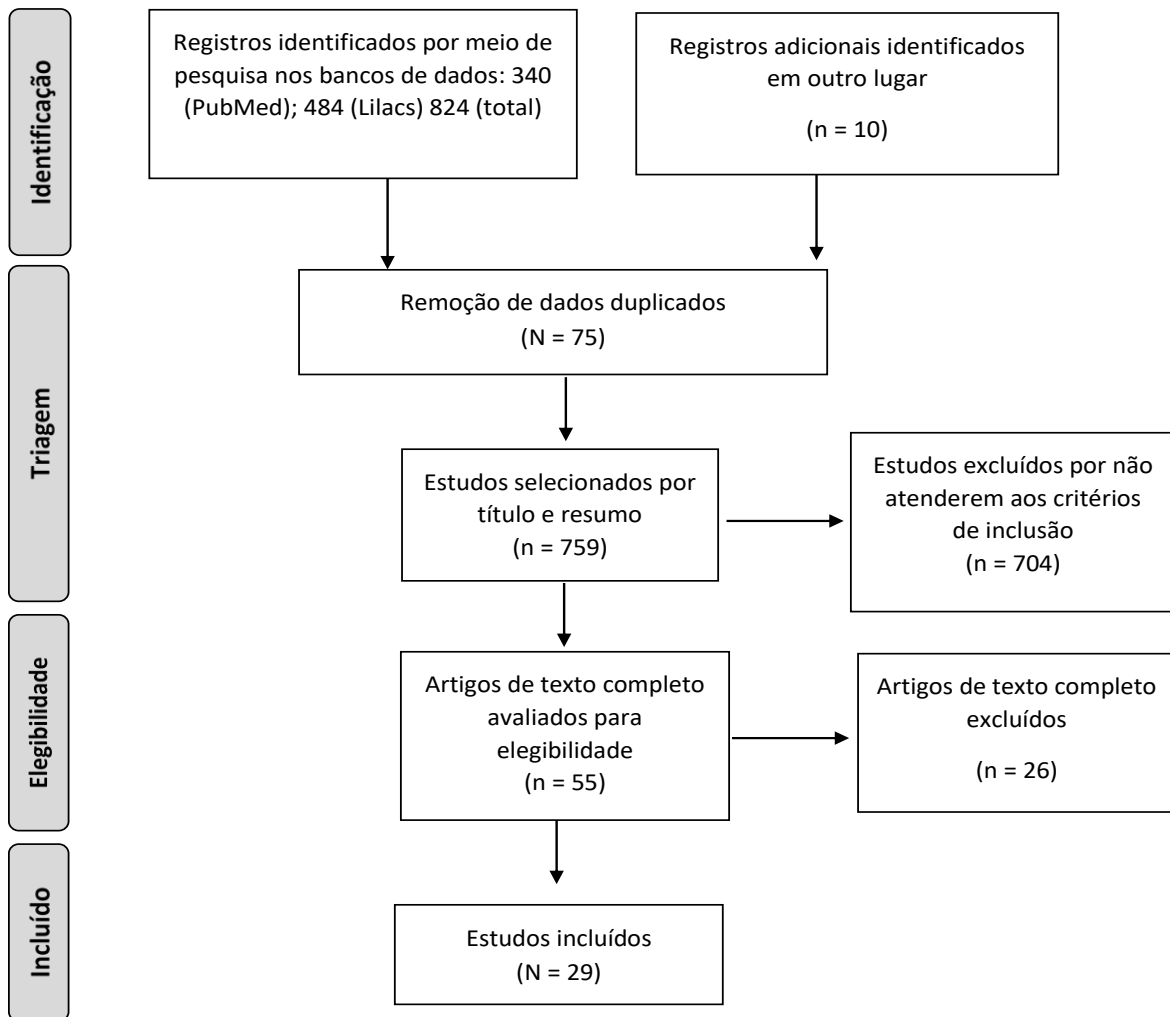 Identificação
Registros identificados por meio de
pesquisa nos bancos de dados: 340
(PubMed); 484 (Lilacs) 824 (total)
Registros adicionais identificados
em outro lugar
(n = 10)
Triagem
Remoção de dados duplicados
(N = 75)
Estudos selecionados por
título e resumo
(n = 759)
Estudos excluídos por não
atenderem aos critérios
de inclusão
(n = 704)
Elegibilidade
Artigos de texto completo
avaliados para
elegibilidade
(n = 55)
Artigos de texto completo
excluídos
(n = 26)
Incluído
Estudos incluídos
(N = 29)